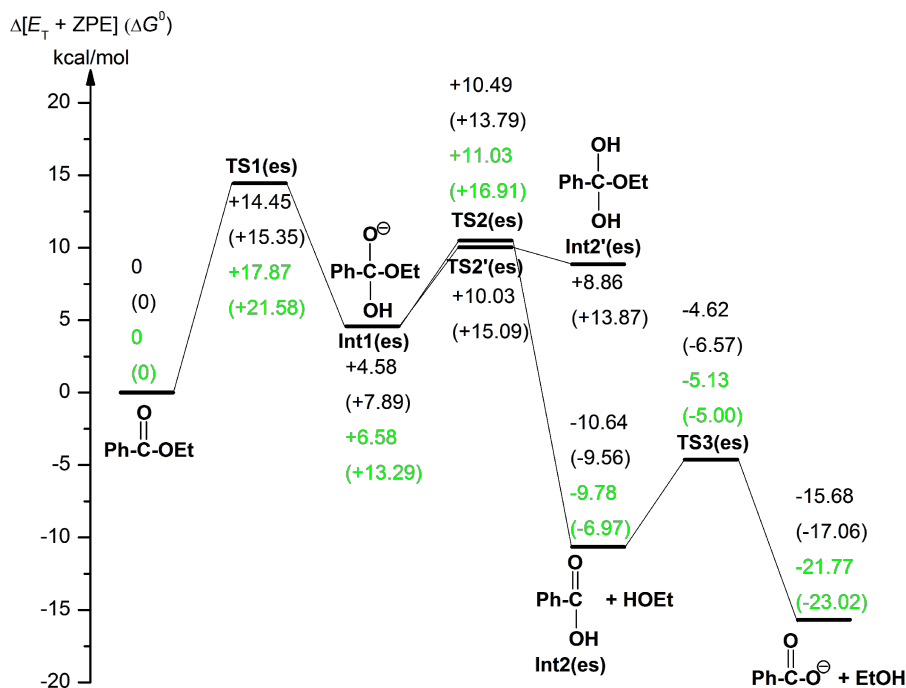 Δ[E_T + ZPE] (ΔG⁰)
kcal/mol
20
15
10
5
0
-5
-10
-15
-20
0
(0)
0
(0)
O
Ph-C-OEt
TS1(es)
+14.45
(+15.35)
+17.87
(+21.58)
O⊖
Ph-C-OEt
OH
Int1(es)
+4.58
(+7.89)
+6.58
(+13.29)
+10.49
(+13.79)
+11.03
(+16.91)
TS2(es)
TS2'(es)
+10.03
(+15.09)
OH
Ph-C-OEt
OH
Int2'(es)
+8.86
(+13.87)
-10.64
(-9.56)
-9.78
(-6.97)
O
Ph-C + HOEt
OH
Int2(es)
-4.62
(-6.57)
-5.13
(-5.00)
TS3(es)
-15.68
(-17.06)
-21.77
(-23.02)
O
Ph-C-O⊖ + EtOH